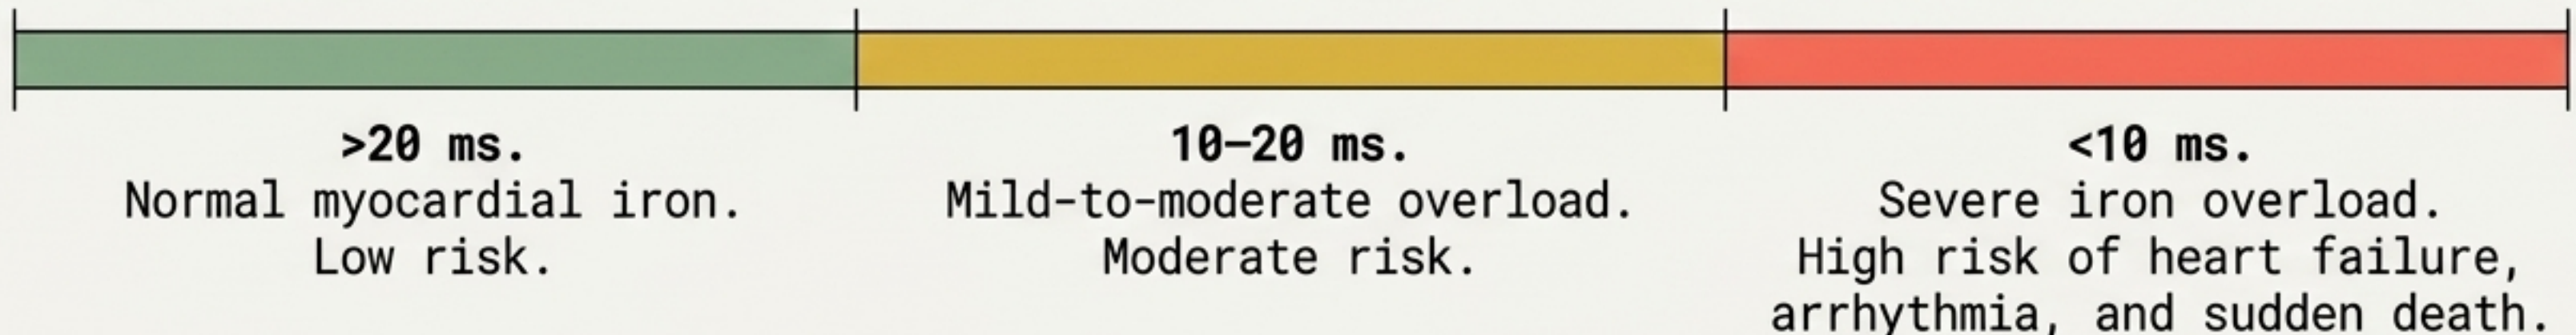 >20 ms.
Normal myocardial iron.
Low risk.
10–20 ms.
Mild-to-moderate overload.
Moderate risk.
<10 ms.
Severe iron overload.
High risk of heart failure,
arrhythmia, and sudden death.